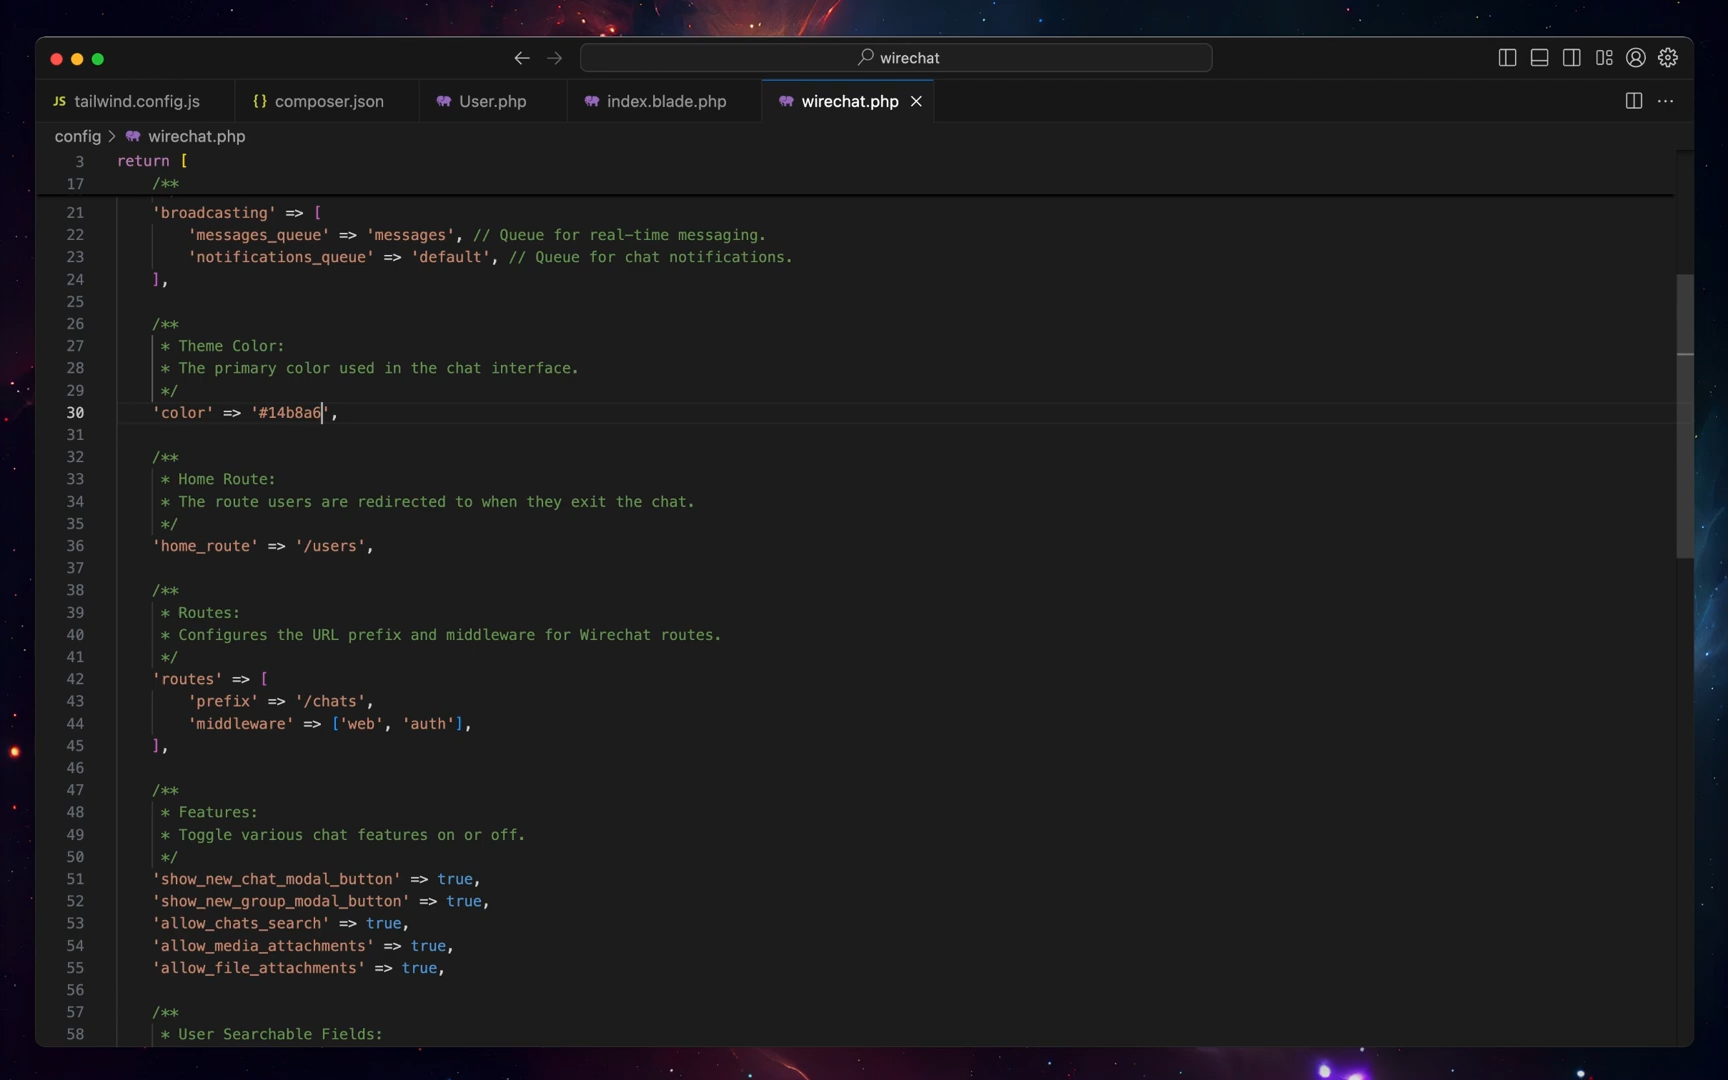 wirechat
JS tailwind.config.js {} composer.json User.php index.blade.php wirechat.php
config > wirechat.php
3 return [
17 /**
21 'broadcasting' => [
22 'messages_queue' => 'messages', // Queue for real-time messaging.
23 'notifications_queue' => 'default', // Queue for chat notifications.
24 ],
25
26 /**
27 * Theme Color:
28 * The primary color used in the chat interface.
29 */
30 'color' => '#14b8a6',
31
32 /**
33 * Home Route:
34 * The route users are redirected to when they exit the chat.
35 */
36 'home_route' => '/users',
37
38 /**
39 * Routes:
40 * Configures the URL prefix and middleware for Wirechat routes.
41 */
42 'routes' => [
43 'prefix' => '/chats',
44 'middleware' => ['web', 'auth'],
45 ],
46
47 /**
48 * Features:
49 * Toggle various chat features on or off.
50 */
51 'show_new_chat_modal_button' => true,
52 'show_new_group_modal_button' => true,
53 'allow_chats_search' => true,
54 'allow_media_attachments' => true,
55 'allow_file_attachments' => true,
56
57 /**
58 * User Searchable Fields: